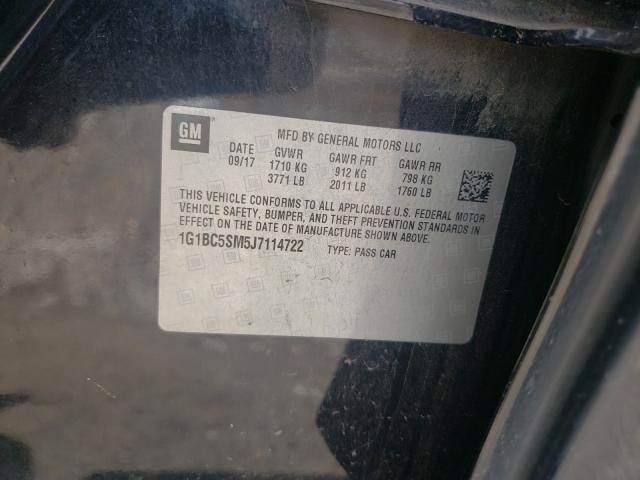 GM
MFD BY GENERAL MOTORS LLC
DATE GVWR GAWR FRT GAWR RR
09/17 1710 KG 912 KG 798 KG
3771 LB 2011 LB 1760 LB
THIS VEHICLE CONFORMS TO ALL APPLICABLE U.S. FEDERAL MOTOR
VEHICLE SAFETY, BUMPER, AND THEFT PREVENTION STANDARDS
IN EFFECT ON THE DATE OF MANUFACTURE SHOWN ABOVE.
1G1BC5SM5J7114722 TYPE: PASS CAR